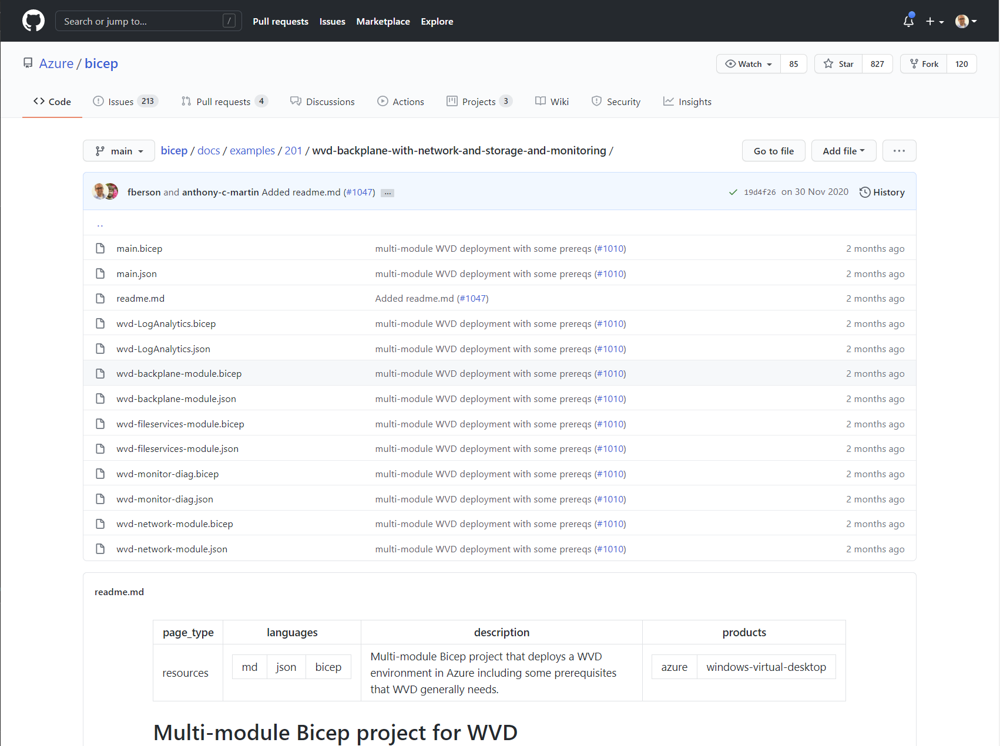 Search or jump to... /
Pull requests Issues Marketplace Explore
Azure / bicep
Watch 85 Star 827 Fork 120
Code Issues 213 Pull requests 4 Discussions Actions Projects 3 Wiki Security Insights
main bicep / docs / examples / 201 / wvd-backplane-with-network-and-storage-and-monitoring /
Go to file Add file ...
fberson and anthony-c-martin Added readme.md (#1047) ... 19d4f26 on 30 Nov 2020 History
..
main.bicep multi-module WVD deployment with some prereqs (#1010) 2 months ago
main.json multi-module WVD deployment with some prereqs (#1010) 2 months ago
readme.md Added readme.md (#1047) 2 months ago
wvd-LogAnalytics.bicep multi-module WVD deployment with some prereqs (#1010) 2 months ago
wvd-LogAnalytics.json multi-module WVD deployment with some prereqs (#1010) 2 months ago
wvd-backplane-module.bicep multi-module WVD deployment with some prereqs (#1010) 2 months ago
wvd-backplane-module.json multi-module WVD deployment with some prereqs (#1010) 2 months ago
wvd-fileservices-module.bicep multi-module WVD deployment with some prereqs (#1010) 2 months ago
wvd-fileservices-module.json multi-module WVD deployment with some prereqs (#1010) 2 months ago
wvd-monitor-diag.bicep multi-module WVD deployment with some prereqs (#1010) 2 months ago
wvd-monitor-diag.json multi-module WVD deployment with some prereqs (#1010) 2 months ago
wvd-network-module.bicep multi-module WVD deployment with some prereqs (#1010) 2 months ago
wvd-network-module.json multi-module WVD deployment with some prereqs (#1010) 2 months ago
readme.md
page_type languages description products
resources md json bicep
Multi-module Bicep project that deploys a WVD
environment in Azure including some prerequisites
that WVD generally needs.
azure windows-virtual-desktop
Multi-module Bicep project for WVD